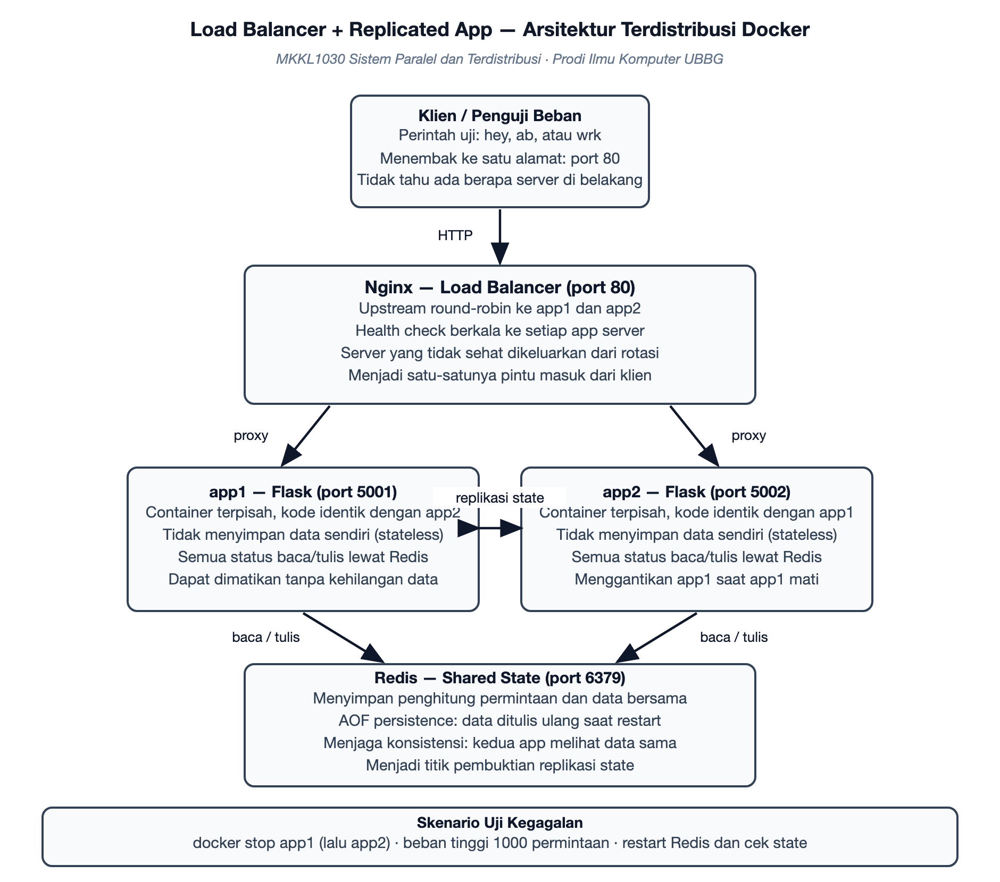 Load Balancer + Replicated App — Arsitektur Terdistribusi Docker
MKKL1030 Sistem Paralel dan Terdistribusi · Prodi Ilmu Komputer UBBG
Klien / Penguji Beban
Perintah uji: hey, ab, atau wrk
Menembak ke satu alamat: port 80
Tidak tahu ada berapa server di belakang
HTTP
Nginx — Load Balancer (port 80)
Upstream round-robin ke app1 dan app2
Health check berkala ke setiap app server
Server yang tidak sehat dikeluarkan dari rotasi
Menjadi satu-satunya pintu masuk dari klien
proxy
proxy
app1 — Flask (port 5001)
Container terpisah, kode identik dengan app2
Tidak menyimpan data sendiri (stateless)
Semua status baca/tulis lewat Redis
Dapat dimatikan tanpa kehilangan data
replikasi state
app2 — Flask (port 5002)
Container terpisah, kode identik dengan app1
Tidak menyimpan data sendiri (stateless)
Semua status baca/tulis lewat Redis
Menggantikan app1 saat app1 mati
baca / tulis
baca / tulis
Redis — Shared State (port 6379)
Menyimpan penghitung permintaan dan data bersama
AOF persistence: data ditulis ulang saat restart
Menjaga konsistensi: kedua app melihat data sama
Menjadi titik pembuktian replikasi state
Skenario Uji Kegagalan
docker stop app1 (lalu app2) · beban tinggi 1000 permintaan · restart Redis dan cek state